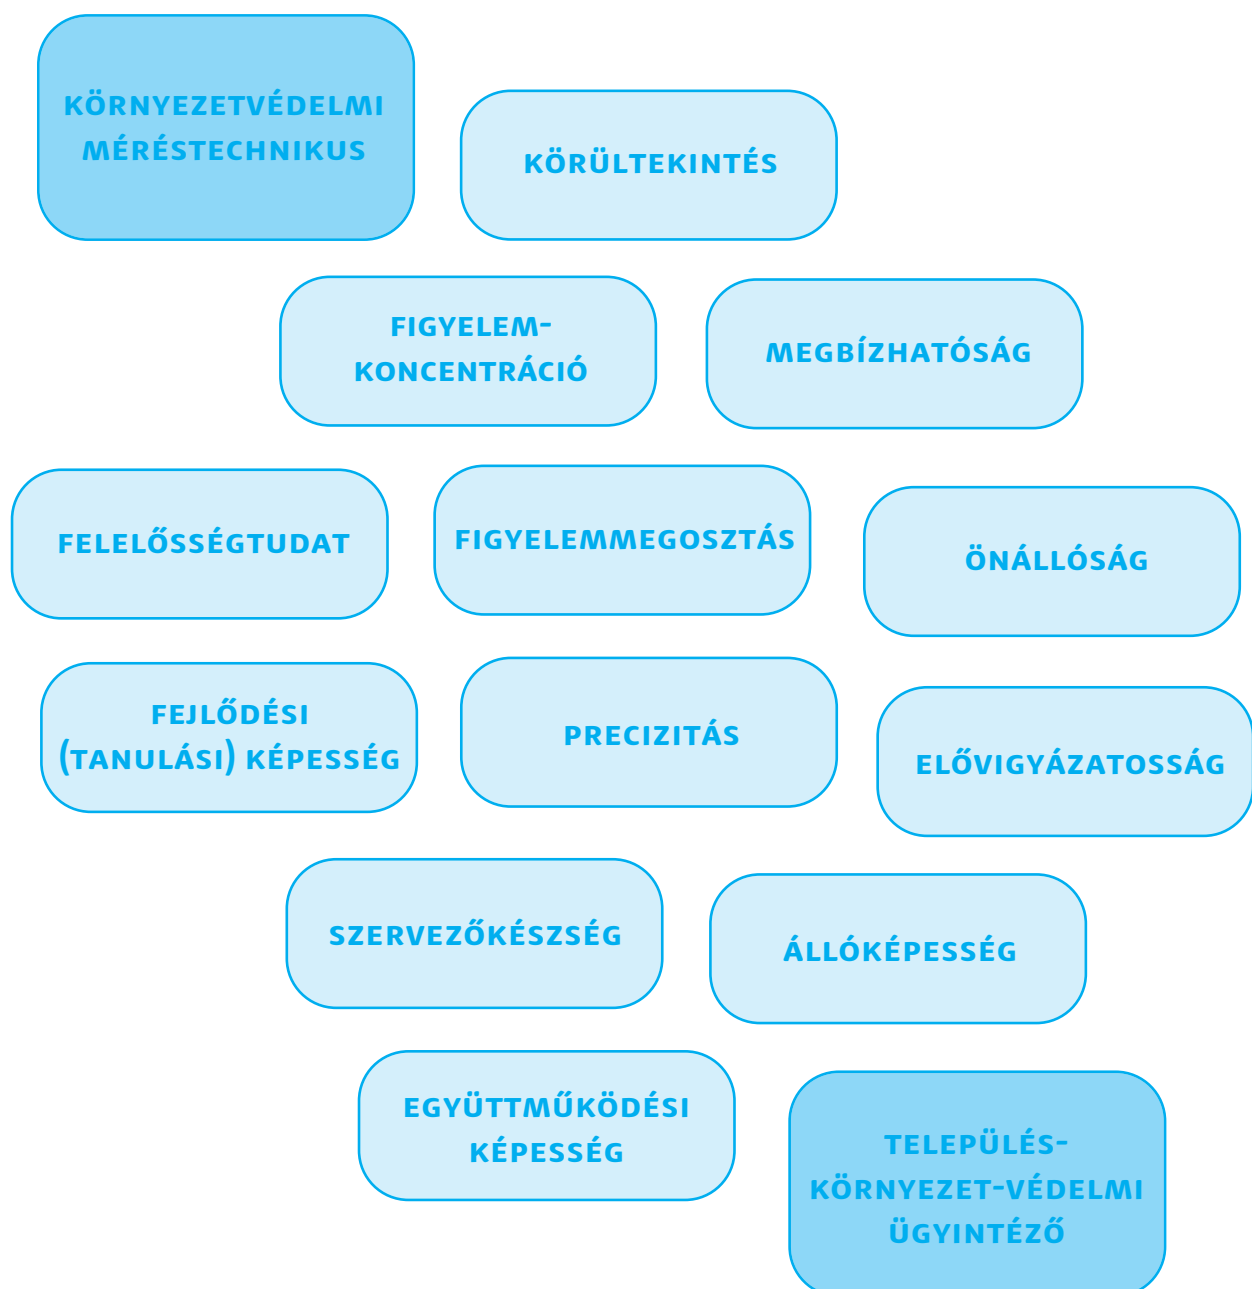 KÖRNYEZETVÉDELMI
MÉRÉSTECHNIKUS
KÖRÜLTEKINTÉS
FIGYELEM-
KONCENTRÁCIÓ
MEGBÍZHATÓSÁG
FELELŐSSÉGTUDAT
FIGYELEMMEGOSZTÁS
ÖNÁLLÓSÁG
FEJLŐDÉSI
(TANULÁSI) KÉPESSÉG
PRECIZITÁS
ELŐVIGYÁZATOSSÁG
SZERVEZŐKÉSZSÉG
ÁLLÓKÉPESSÉG
EGYÜTTMŰKÖDÉSI
KÉPESSÉG
TELEPÜLÉS-
KÖRNYEZET-VÉDELMI
ÜGYINTÉZŐ